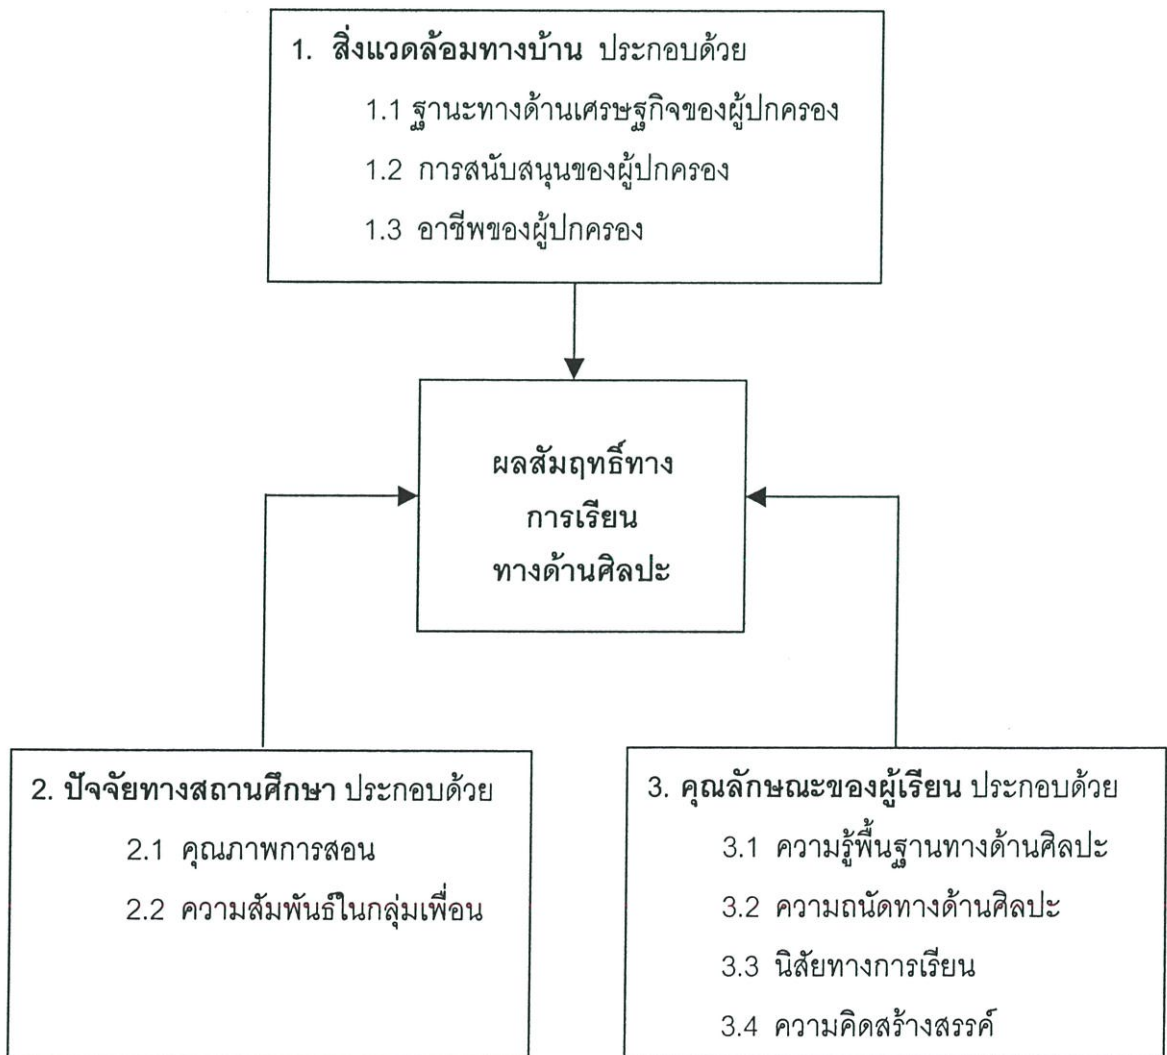 1. สิ่งแวดล้อมทางบ้าน ประกอบด้วย
1.1 ฐานะทางด้านเศรษฐกิจของผู้ปกครอง
1.2 การสนับสนุนของผู้ปกครอง
1.3 อาชีพของผู้ปกครอง
ผลสัมฤทธิ์ทาง
การเรียน
ทางด้านศิลปะ
2. ปัจจัยทางสถานศึกษา ประกอบด้วย
2.1 คุณภาพการสอน
2.2 ความสัมพันธ์ในกลุ่มเพื่อน
3. คุณลักษณะของผู้เรียน ประกอบด้วย
3.1 ความรู้พื้นฐานทางด้านศิลปะ
3.2 ความถนัดทางด้านศิลปะ
3.3 นิสัยทางการเรียน
3.4 ความคิดสร้างสรรค์